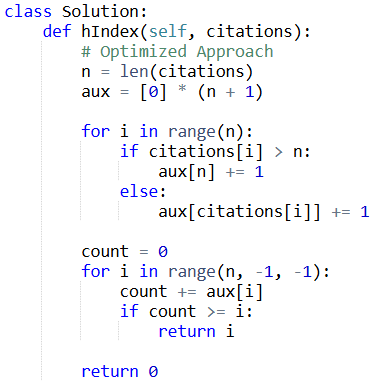 class Solution:
    def hIndex(self, citations):
        # Optimized Approach
        n = len(citations)
        aux = [0] * (n + 1)

        for i in range(n):
            if citations[i] > n:
                aux[n] += 1
            else:
                aux[citations[i]] += 1

        count = 0
        for i in range(n, -1, -1):
            count += aux[i]
            if count >= i:
                return i

        return 0